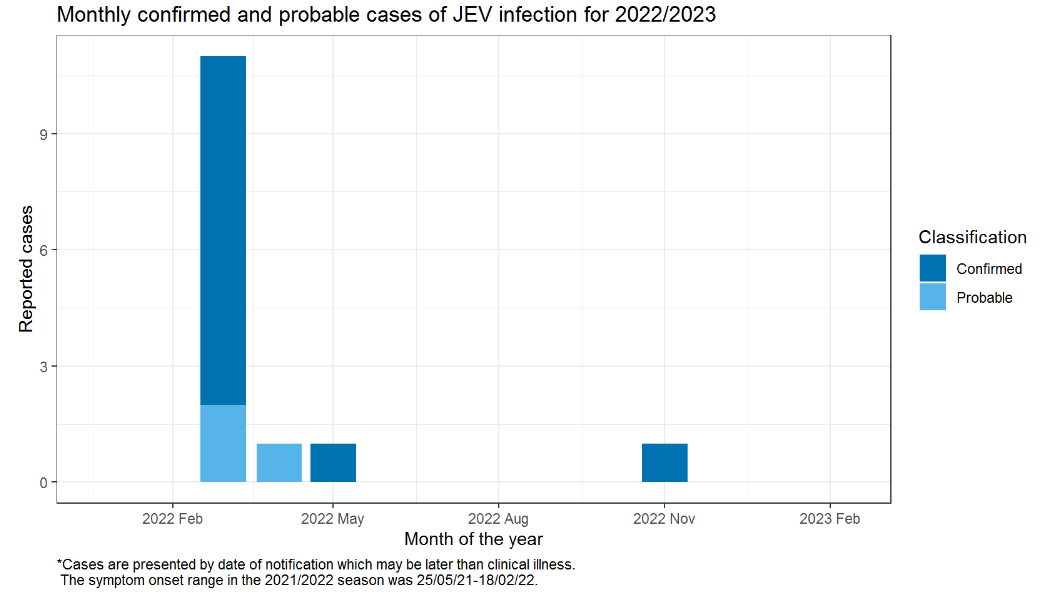 Monthly confirmed and probable cases of JEV infection for 2022/2023
Reported cases
9
6
3
0
2022 Feb
2022 May
2022 Aug
2022 Nov
2023 Feb
Month of the year
Classification
Confirmed
Probable
*Cases are presented by date of notification which may be later than clinical illness.
The symptom onset range in the 2021/2022 season was 25/05/21-18/02/22.